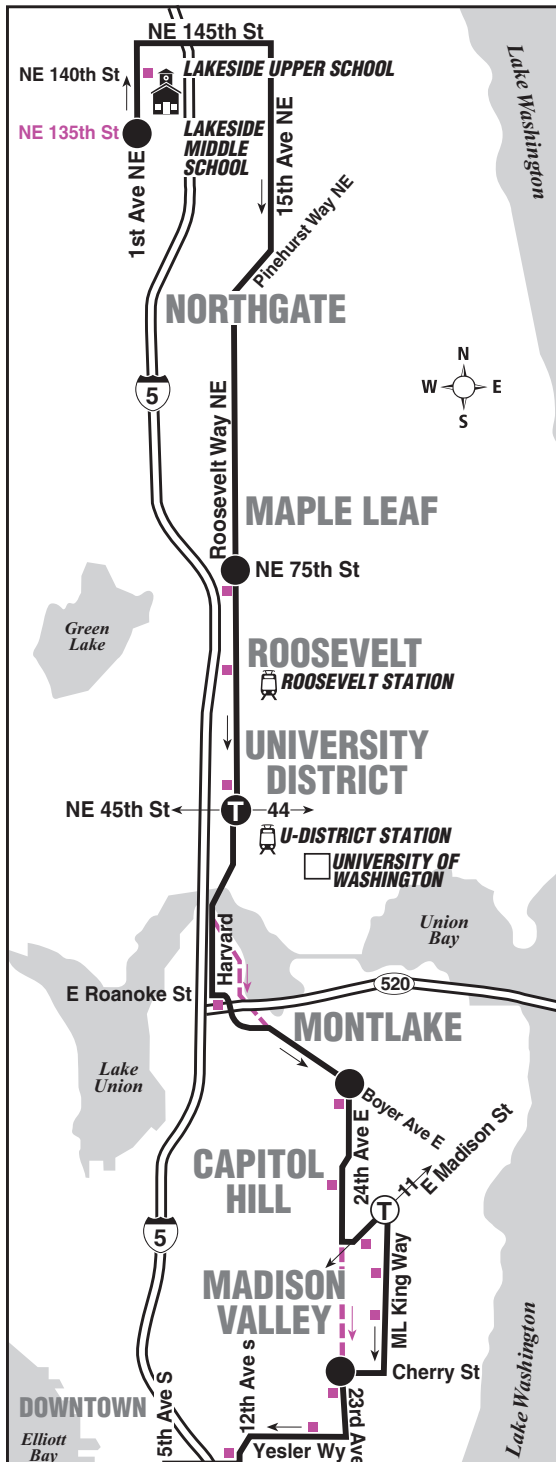 NE 145th St
NE 140th St
LAKESIDE UPPER SCHOOL
NE 135th St
LAKESIDE
MIDDLE
SCHOOL
1st Ave NE
15th Ave NE
Lake Washington
Pinehurst Way NE
NORTHGATE
5
N
W E
S
Roosevelt Way NE
MAPLE LEAF
NE 75th St
Green
Lake
ROOSEVELT
ROOSEVELT STATION
UNIVERSITY
DISTRICT
NE 45th St
T
44
U-DISTRICT STATION
UNIVERSITY OF
WASHINGTON
Union
Bay
Harvard
E Roanoke St
520
MONTLAKE
Lake
Union
Boyer Ave E
24th Ave E
CAPITOL
HILL
11
E Madison St
T
5
MADISON
VALLEY
ML King Way
Cherry St
DOWNTOWN
Elliott
Bay
5th Ave S
12th Ave s
Yesler Wy
23rd Ave
Lake Washington